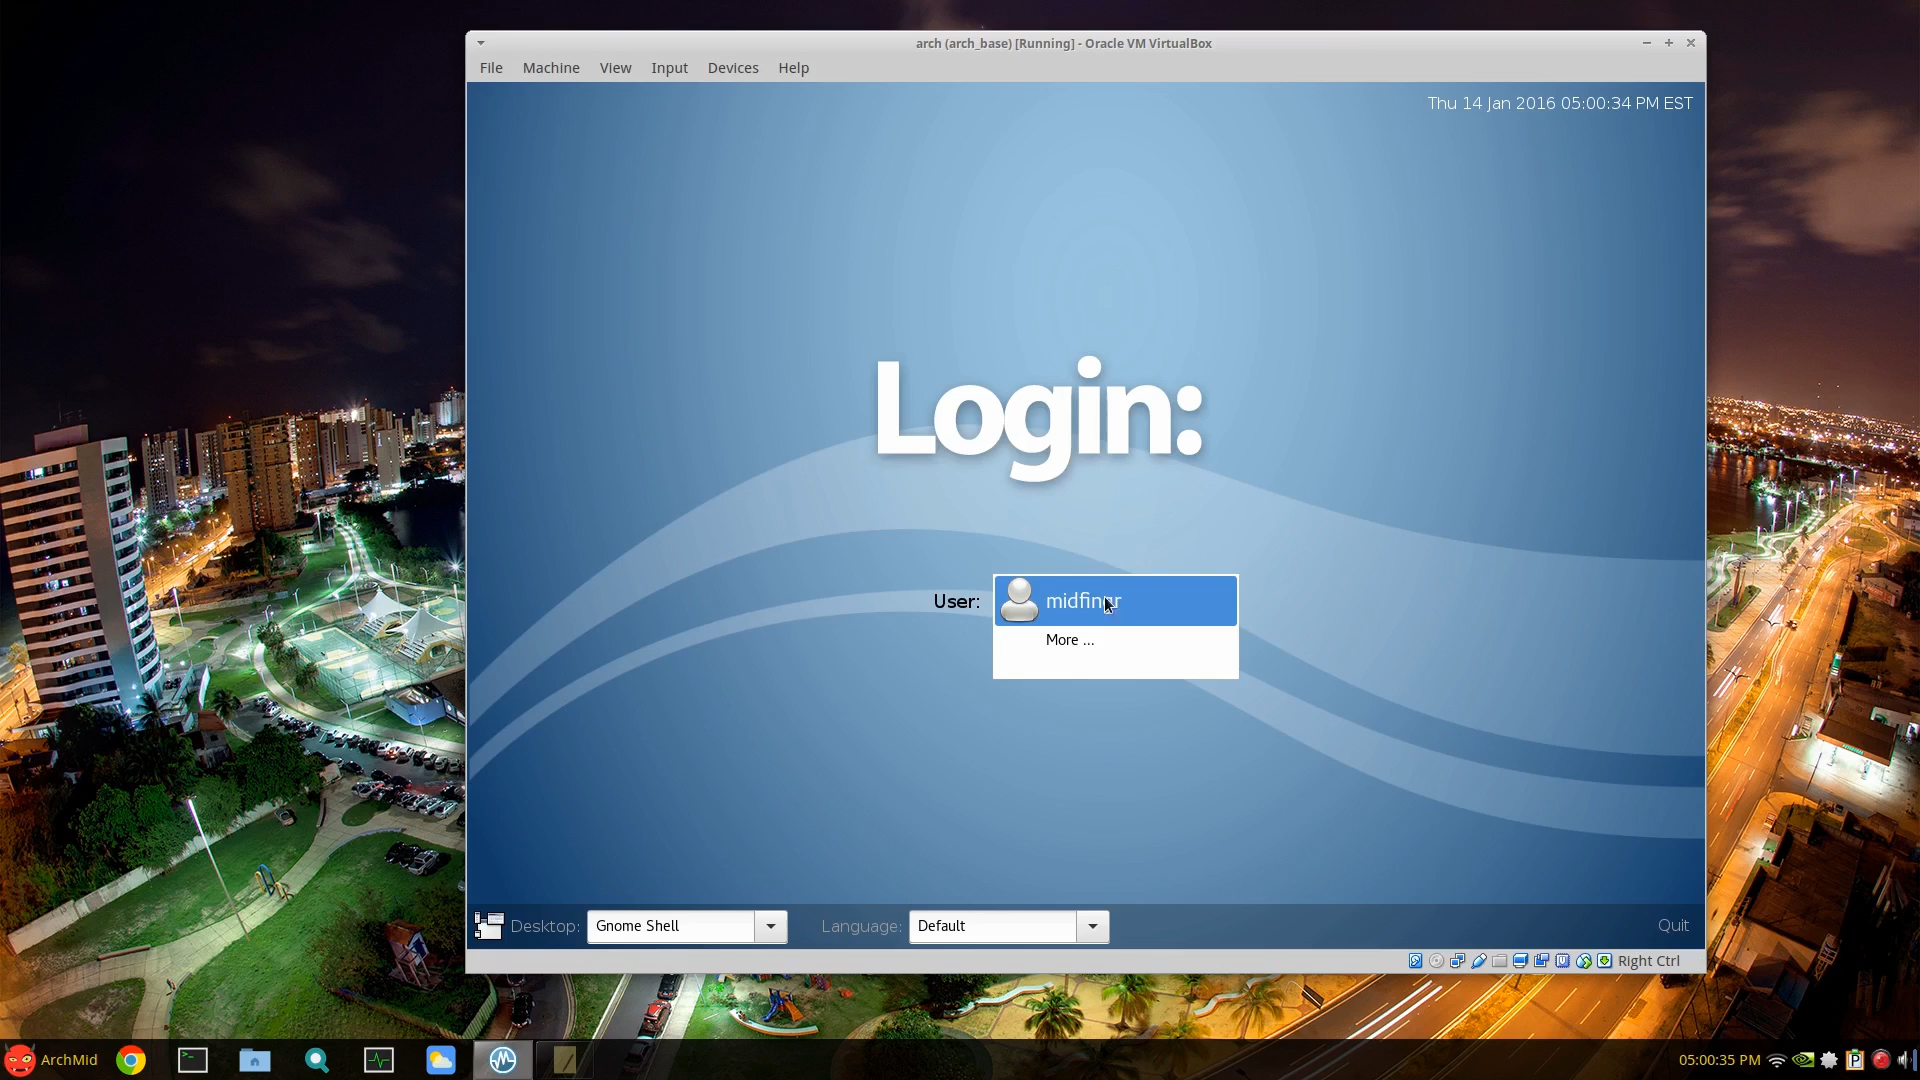 arch (arch_base) [Running] - Oracle VM VirtualBox
File Machine View Input Devices Help
Thu 14 Jan 2016 05:00:34 PM EST
Login:
User:
More ...
Desktop: Gnome Shell Language: Default Quit
Right Ctrl
ArchMid 05:00:35 PM